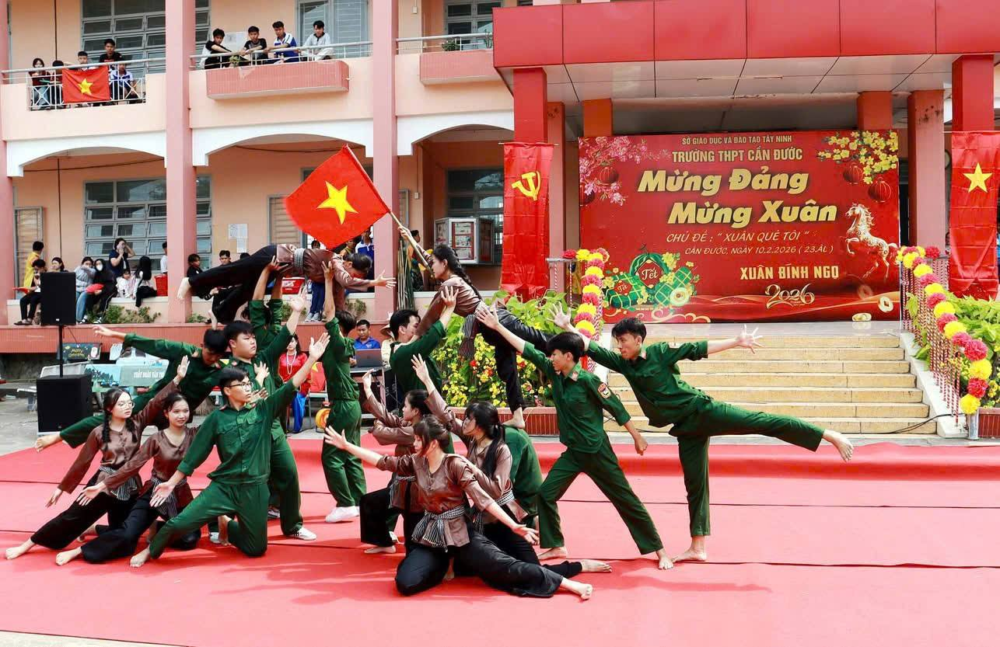 SỞ GIÁO DỤC VÀ ĐÀO TẠO TÂY NINH
TRƯỜNG THPT CẦN ĐƯỚC
Mừng Đảng
Mừng Xuân
CHỦ ĐỀ : " XUÂN QUÊ TÔI "
CẦN ĐƯỚC, NGÀY 10.2.2026 ( 23.ÂL )
XUÂN BÍNH NGỌ
2026
Tết
Tết